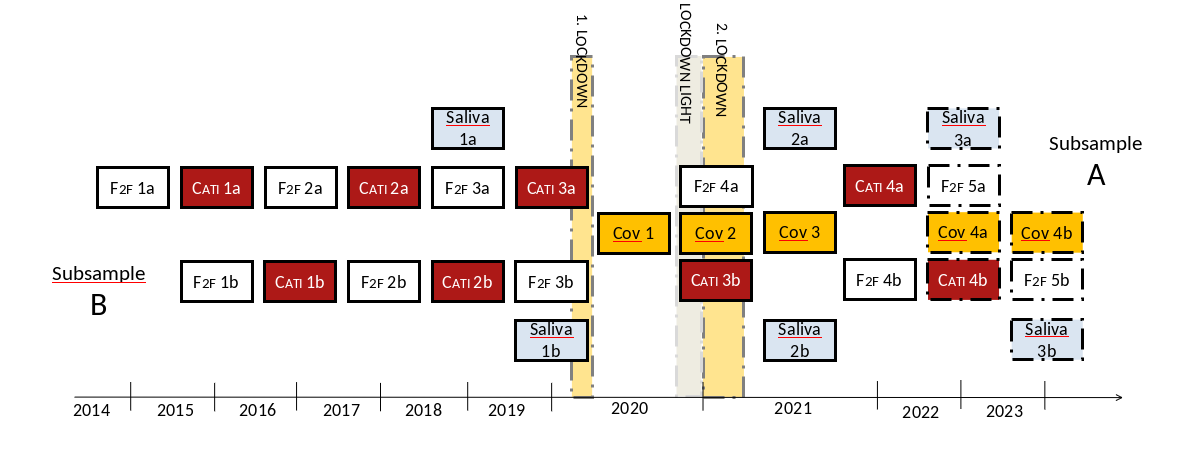 1. LOCKDOWN
LOCKDOWN LIGHT
2. LOCKDOWN
Saliva
1a
Saliva
2a
Saliva
3a
Subsample
A
F2F 1a
CATI 1a
F2F 2a
CATI 2a
F2F 3a
CATI 3a
F2F 4a
CATI 4a
F2F 5a
Cov 1
Cov 2
Cov 3
Cov 4a
Cov 4b
Subsample
B
F2F 1b
CATI 1b
F2F 2b
CATI 2b
F2F 3b
CATI 3b
F2F 4b
CATI 4b
F2F 5b
Saliva
1b
Saliva
2b
Saliva
3b
2014 2015 2016 2017 2018 2019 2020 2021 2022 2023